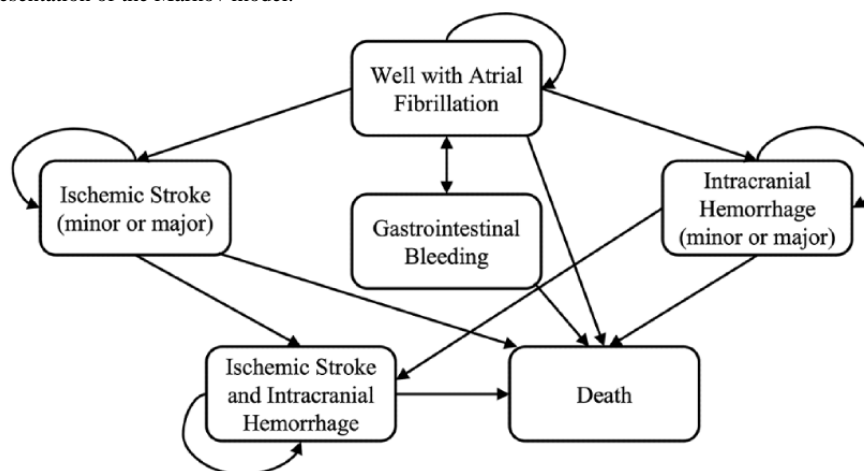 Well with Atrial
Fibrillation
Ischemic Stroke
(minor or major)
Gastrointestinal
Bleeding
Intracranial
Hemorrhage
(minor or major)
Ischemic Stroke
and Intracranial
Hemorrhage
Death